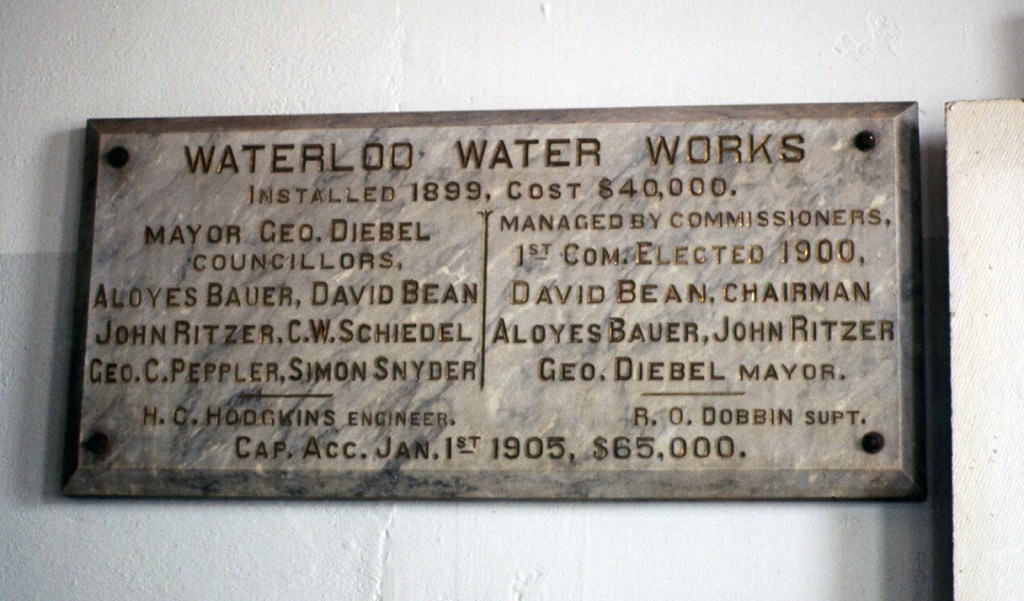 WATERLOO WATER WORKS
INSTALLED 1899, COST $40,000.
MAYOR GEO. DIEBEL
COUNCILLORS,
ALOYES BAUER, DAVID BEAN
JOHN RITZER, C.W. SCHIEDEL
GEO. C. PEPPLER, SIMON SNYDER
MANAGED BY COMMISSIONERS,
1ST COM. ELECTED 1900,
DAVID BEAN, CHAIRMAN
ALOYES BAUER, JOHN RITZER
GEO. DIEBEL MAYOR.
H. C. HODGKINS ENGINEER.
R. O. DOBBIN SUPT.
CAP. ACC. JAN. 1ST 1905, $65,000.